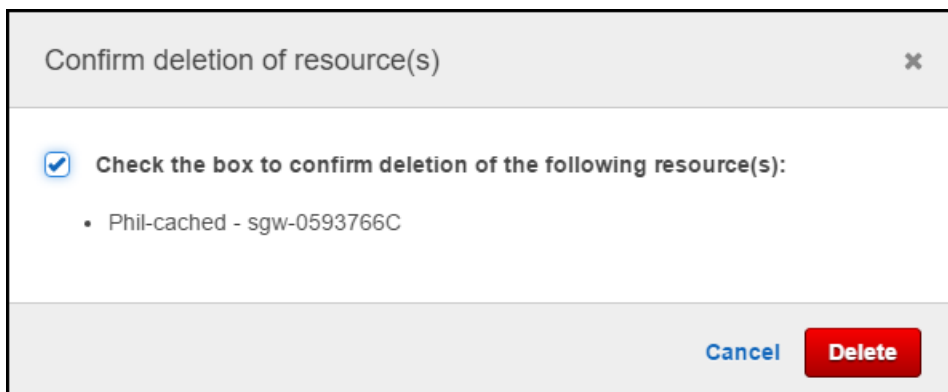 Confirm deletion of resource(s)
Check the box to confirm deletion of the following resource(s):
• Phil-cached - sgw-0593766C
Cancel
Delete